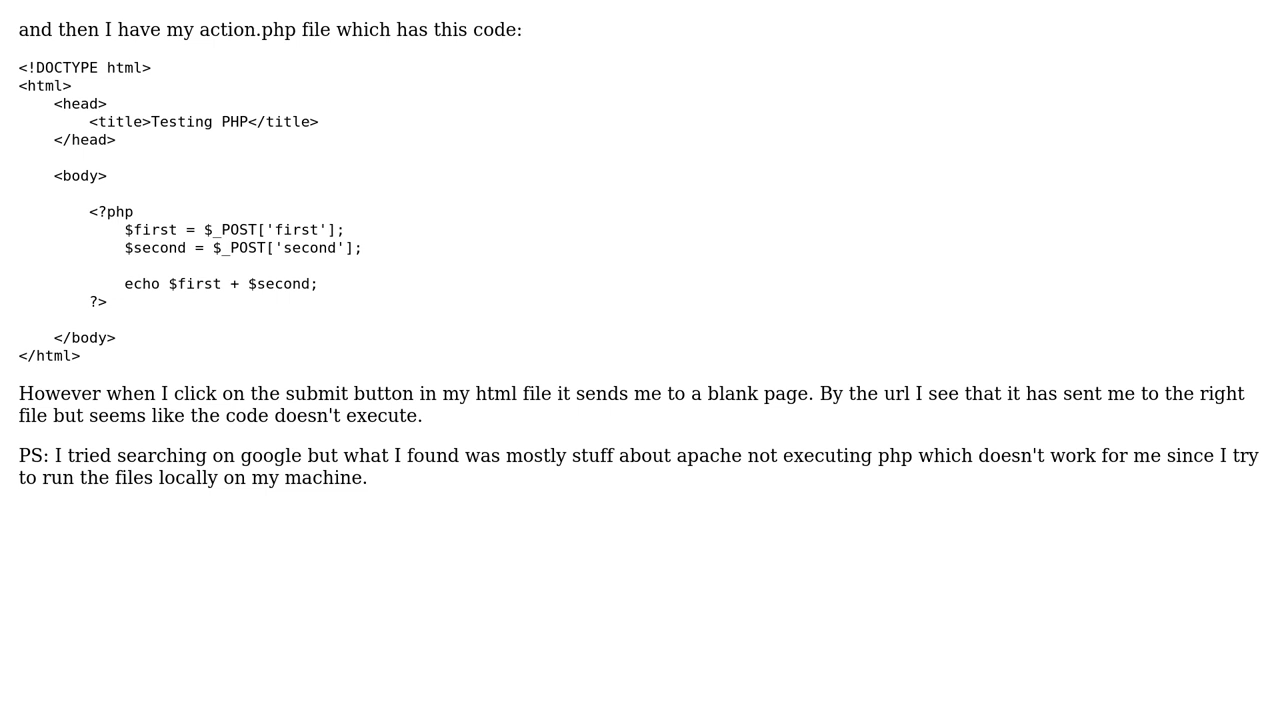 and then I have my action.php file which has this code:
<!DOCTYPE html>
<html>
    <head>
        <title>Testing PHP</title>
    </head>

    <body>

        <?php
            $first = $_POST['first'];
            $second = $_POST['second'];

            echo $first + $second;
        ?>

    </body>
</html>
However when I click on the submit button in my html file it sends me to a blank page. By the url I see that it has sent me to the right
file but seems like the code doesn't execute.
PS: I tried searching on google but what I found was mostly stuff about apache not executing php which doesn't work for me since I try
to run the files locally on my machine.